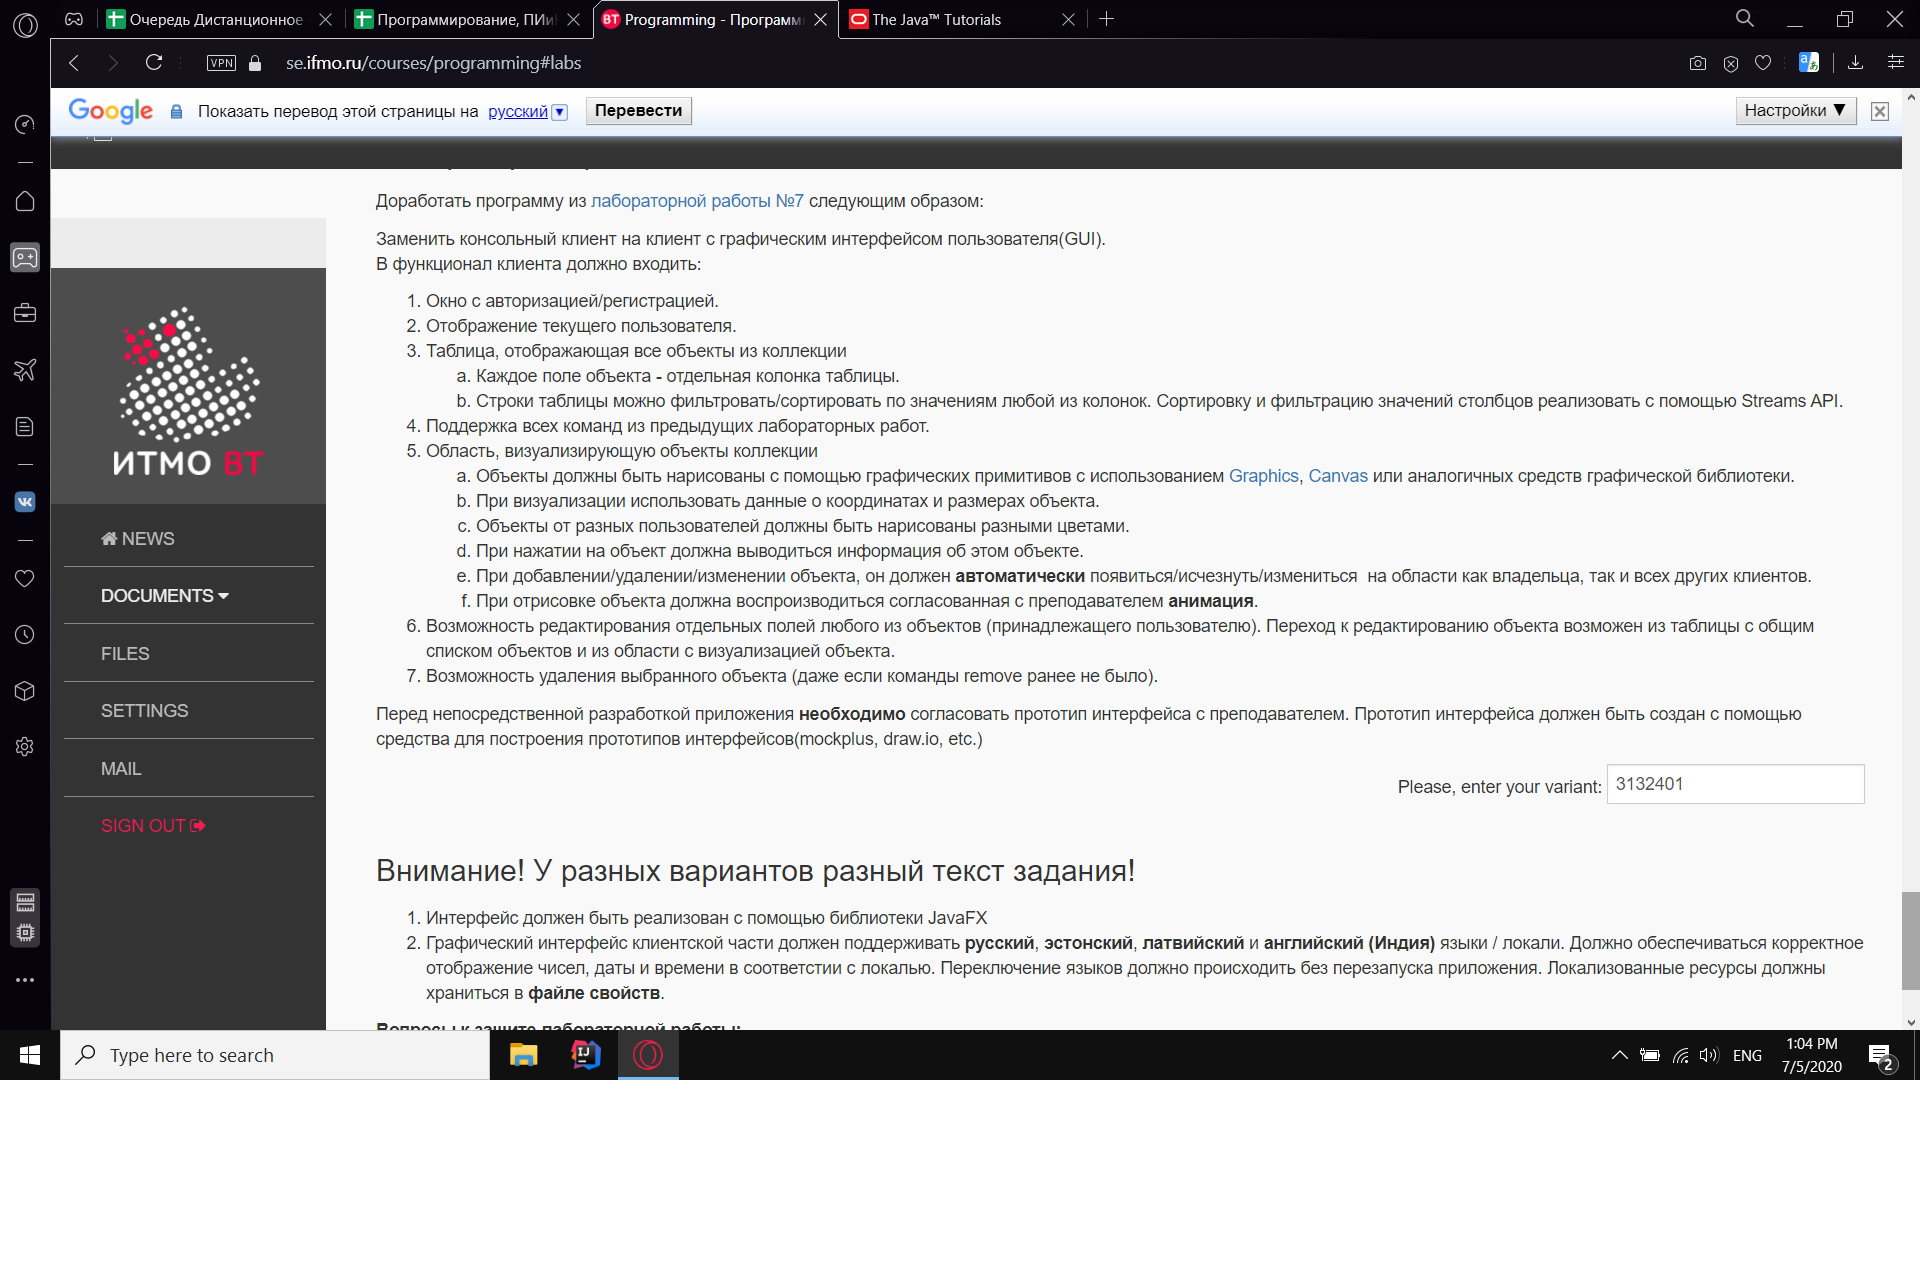 Очередь Дистанционное
Программирование, ПИи
Programming - Программ
The Java™ Tutorials
VPN
se.ifmo.ru/courses/programming#labs
Google
Показать перевод этой страницы на русский
Перевести
Настройки ▼
Доработать программу из лабораторной работы №7 следующим образом:
Заменить консольный клиент на клиент с графическим интерфейсом пользователя(GUI).
В функционал клиента должно входить:
1. Окно с авторизацией/регистрацией.
2. Отображение текущего пользователя.
3. Таблица, отображающая все объекты из коллекции
a. Каждое поле объекта - отдельная колонка таблицы.
b. Строки таблицы можно фильтровать/сортировать по значениям любой из колонок. Сортировку и фильтрацию значений столбцов реализовать с помощью Streams API.
4. Поддержка всех команд из предыдущих лабораторных работ.
5. Область, визуализирующую объекты коллекции
a. Объекты должны быть нарисованы с помощью графических примитивов с использованием Graphics, Canvas или аналогичных средств графической библиотеки.
b. При визуализации использовать данные о координатах и размерах объекта.
c. Объекты от разных пользователей должны быть нарисованы разными цветами.
d. При нажатии на объект должна выводиться информация об этом объекте.
e. При добавлении/удалении/изменении объекта, он должен автоматически появиться/исчезнуть/измениться  на области как владельца, так и всех других клиентов.
f. При отрисовке объекта должна воспроизводиться согласованная с преподавателем анимация.
6. Возможность редактирования отдельных полей любого из объектов (принадлежащего пользователю). Переход к редактированию объекта возможен из таблицы с общим
списком объектов и из области с визуализацией объекта.
7. Возможность удаления выбранного объекта (даже если команды remove ранее не было).
Перед непосредственной разработкой приложения необходимо согласовать прототип интерфейса с преподавателем. Прототип интерфейса должен быть создан с помощью
средства для построения прототипов интерфейсов(mockplus, draw.io, etc.)
Please, enter your variant: 3132401
Внимание! У разных вариантов разный текст задания!
1. Интерфейс должен быть реализован с помощью библиотеки JavaFX
2. Графический интерфейс клиентской части должен поддерживать русский, эстонский, латвийский и английский (Индия) языки / локали. Должно обеспечиваться корректное
отображение чисел, даты и времени в соответстии с локалью. Переключение языков должно происходить без перезапуска приложения. Локализованные ресурсы должны
храниться в файле свойств.
Вопросы к защите лабораторной работы:
ИТМО ВТ
NEWS
DOCUMENTS
FILES
SETTINGS
MAIL
SIGN OUT
Type here to search
ENG
1:04 PM
7/5/2020
2